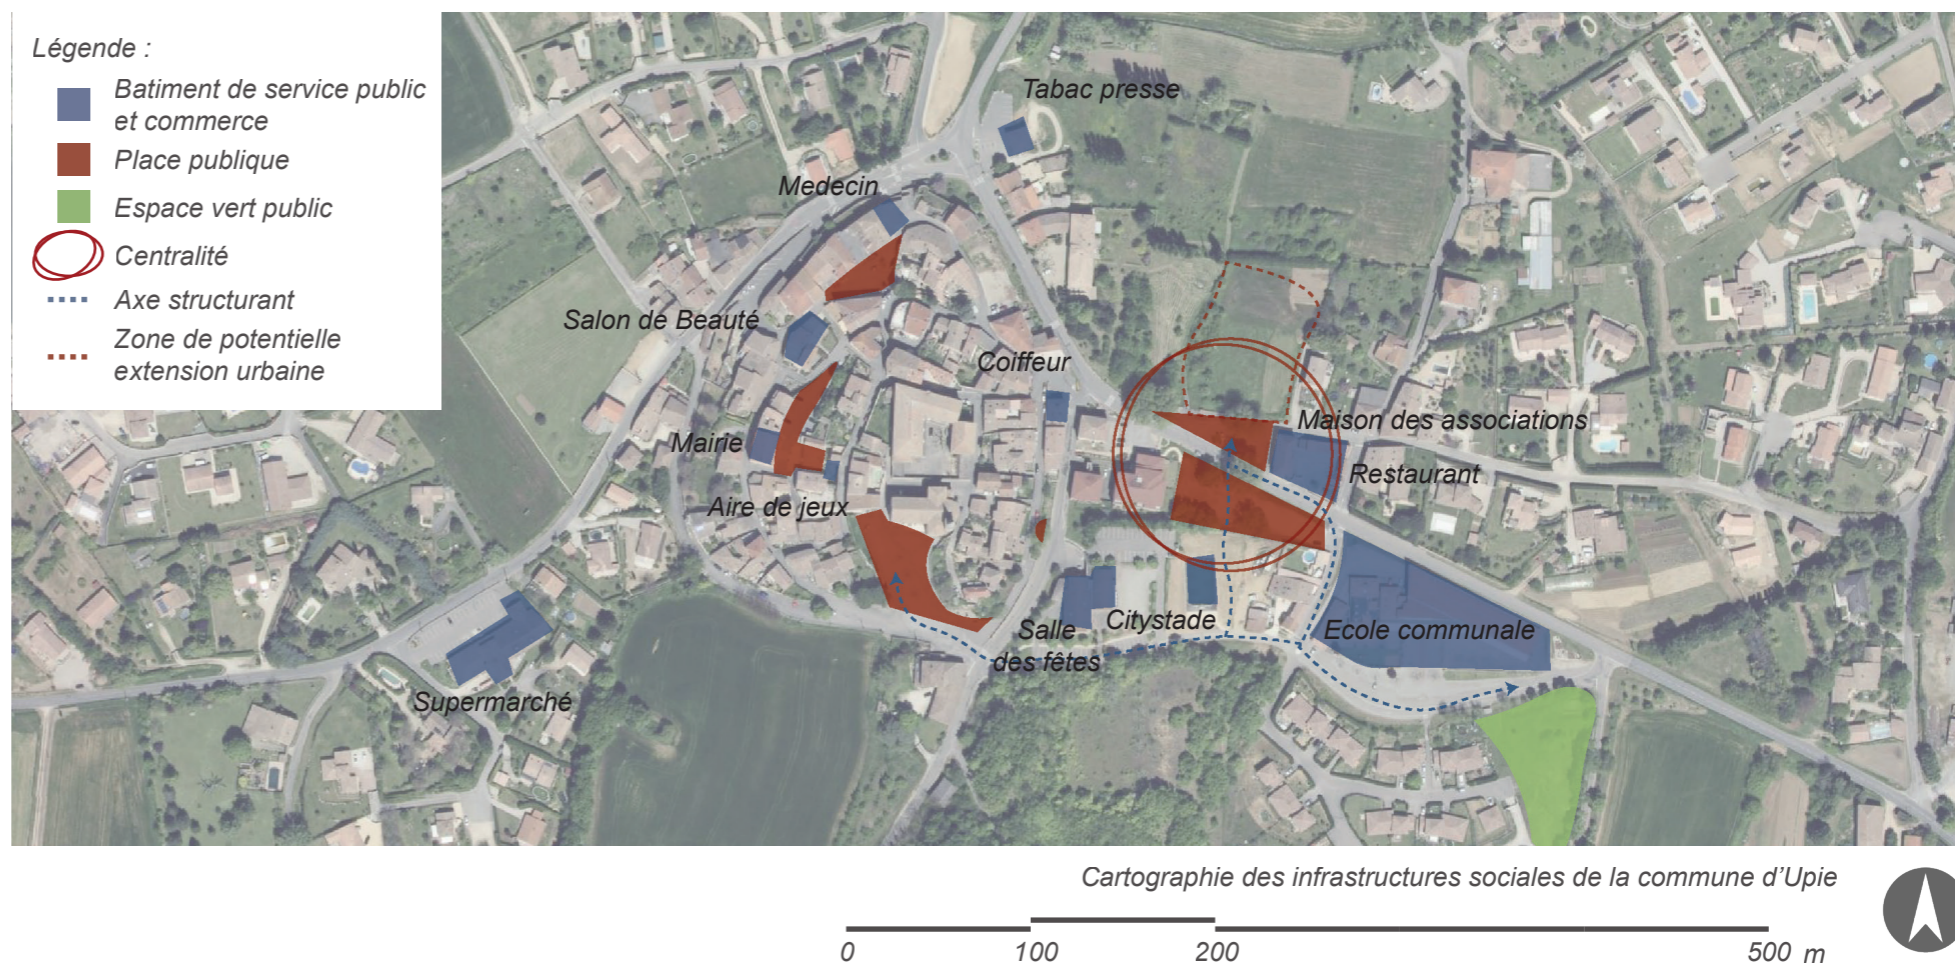 Légende :
Batiment de service public
et commerce
Place publique
Espace vert public
Centralité
Axe structurant
Zone de potentielle
extension urbaine
Tabac presse
Medecin
Salon de Beauté
Coiffeur
Maison des associations
Mairie
Restaurant
Aire de jeux
Citystade
Salle
des fêtes
Ecole communale
Supermarché
Cartographie des infrastructures sociales de la commune d'Upie
0 100 200 500 m